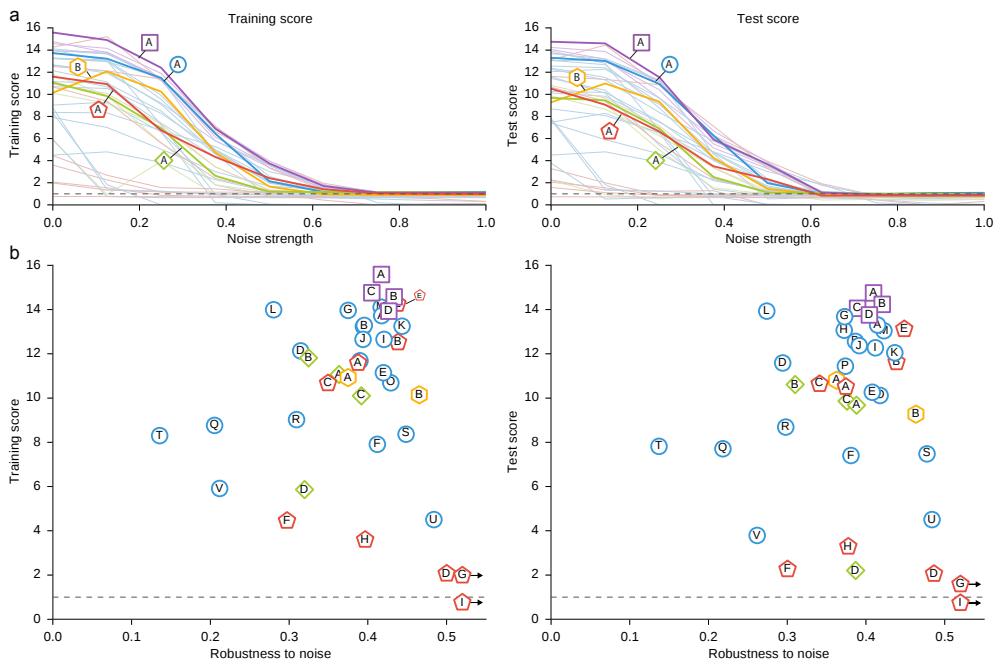 a
Training score
Test score
Training score
16
14
12
10
8
6
4
2
0
A
A
B
A
A
0.0
0.2
0.4
0.6
0.8
1.0
Noise strength
Test score
16
14
12
10
8
6
4
2
0
A
A
B
A
A
0.0
0.2
0.4
0.6
0.8
1.0
Noise strength
b
Training score
16
14
12
10
8
6
4
2
0
A
C
B
E
D
L
G
K
J
I
B
D
B
A
E
C
A
C
B
R
Q
T
S
F
V
D
F
U
H
D
G
I
0.0
0.1
0.2
0.3
0.4
0.5
Robustness to noise
Test score
16
14
12
10
8
6
4
2
0
A
C
B
D
L
G
H
A
M
E
J
I
K
D
P
B
C
A
A
E
C
A
B
R
T
Q
F
S
U
V
H
F
D
D
G
I
0.0
0.1
0.2
0.3
0.4
0.5
Robustness to noise